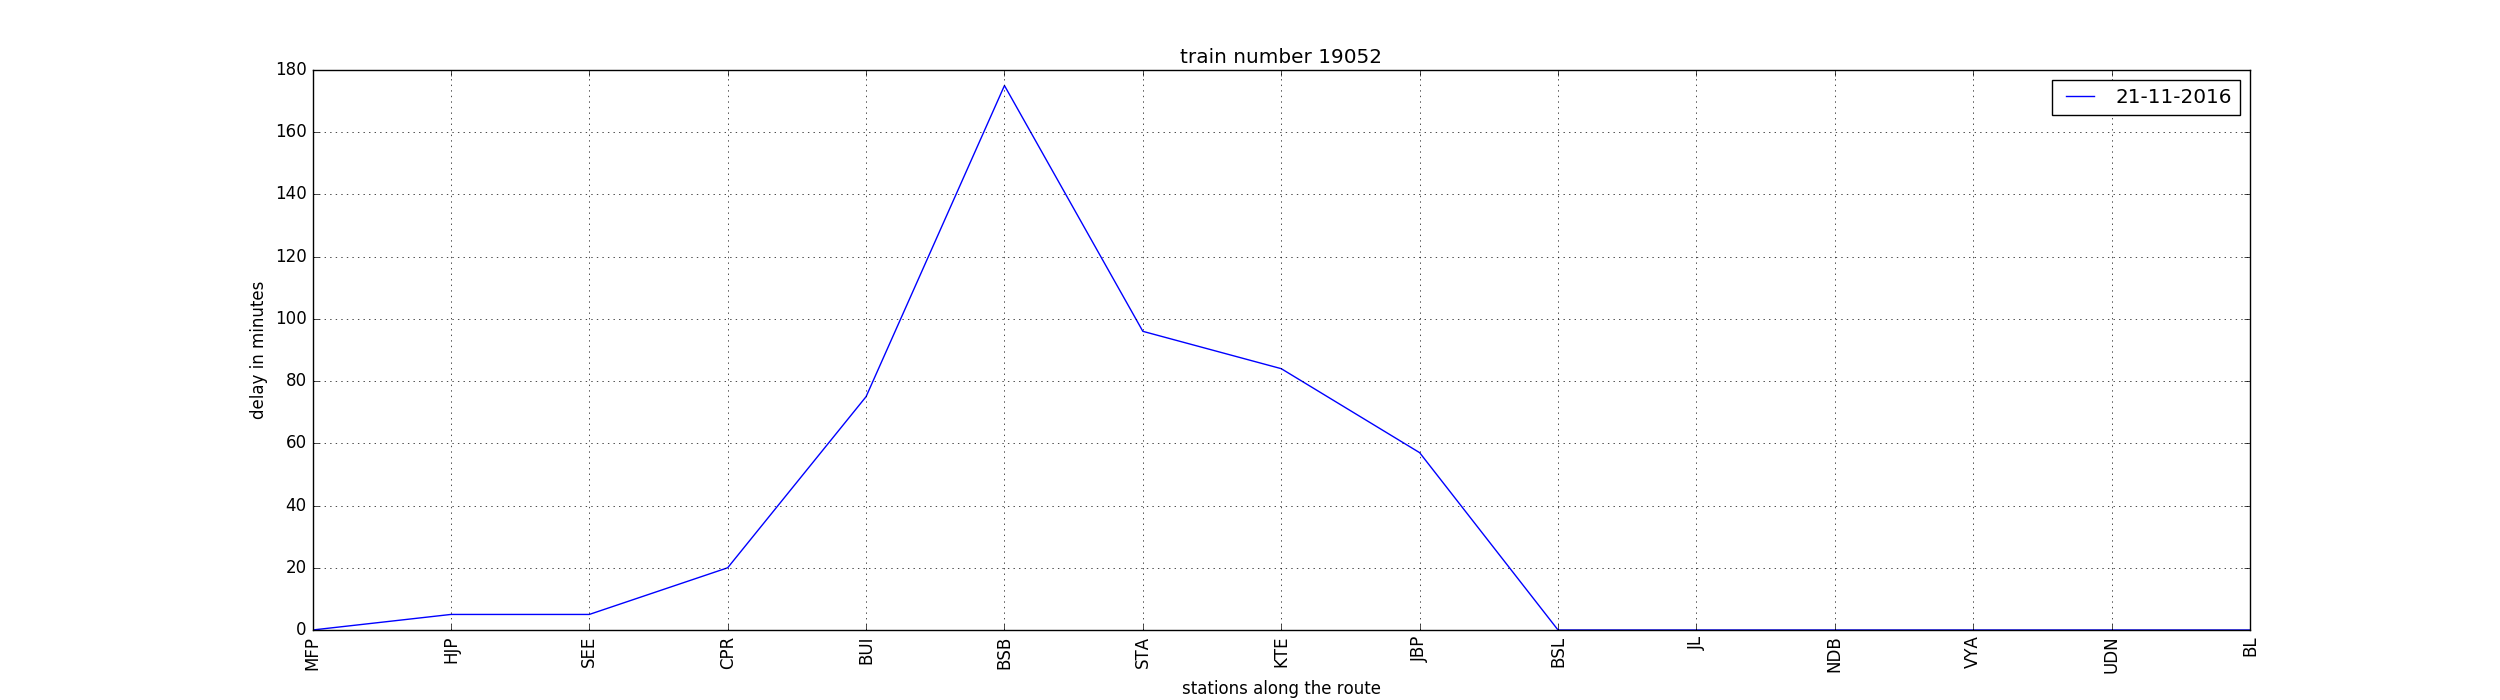 train number 19052
21-11-2016
180
160
140
120
100
80
60
40
20
0
delay in minutes
MFP
HJP
SEE
CPR
BUI
BSB
STA
KTE
JBP
BSL
JL
NDB
VYA
UDN
BL
stations along the route